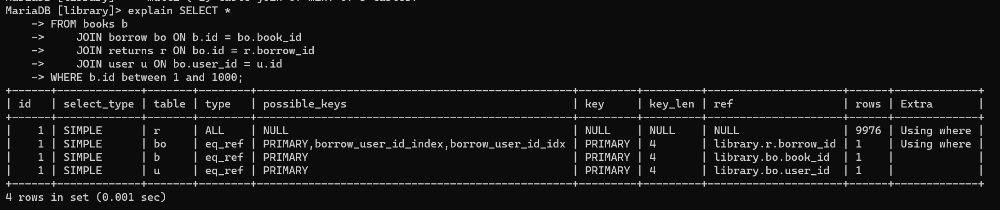 MariaDB [library]> explain SELECT *
    -> FROM books b
    ->     JOIN borrow bo ON b.id = bo.book_id
    ->     JOIN returns r ON bo.id = r.borrow_id
    ->     JOIN user u ON bo.user_id = u.id
    -> WHERE b.id between 1 and 1000;
+------+-------------+-------+--------+-------------------------------------------------+---------+---------+---------------------+------+-------------+
| id   | select_type | table | type   | possible_keys                                   | key     | key_len | ref                 | rows | Extra       |
+------+-------------+-------+--------+-------------------------------------------------+---------+---------+---------------------+------+-------------+
|    1 | SIMPLE      | r     | ALL    | NULL                                            | NULL    | NULL    | NULL                | 9976 | Using where |
|    1 | SIMPLE      | bo    | eq_ref | PRIMARY,borrow_user_id_index,borrow_user_id_idx | PRIMARY | 4       | library.r.borrow_id | 1    | Using where |
|    1 | SIMPLE      | b     | eq_ref | PRIMARY                                         | PRIMARY | 4       | library.bo.book_id  | 1    |             |
|    1 | SIMPLE      | u     | eq_ref | PRIMARY                                         | PRIMARY | 4       | library.bo.user_id  | 1    |             |
+------+-------------+-------+--------+-------------------------------------------------+---------+---------+---------------------+------+-------------+
4 rows in set (0.001 sec)